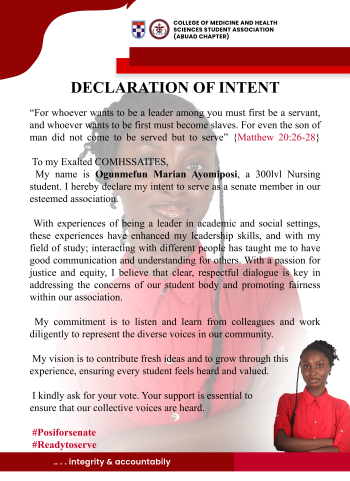 COLLEGE OF MEDICINE AND HEALTH
SCIENCES STUDENT ASSOCIATION
(ABUAD CHAPTER)
DECLARATION OF INTENT
“For whoever wants to be a leader among you must first be a servant,
and whoever wants to be first must become slaves. For even the son of
man did not come to be served but to serve” {Matthew 20:26-28}
To my Exalted COMHSSAITES,
My name is Ogunmefun Marian Ayomiposi, a 300lvl Nursing
student. I hereby declare my intent to serve as a senate member in our
esteemed association.
With experiences of being a leader in academic and social settings,
these experiences have enhanced my leadership skills, and with my
field of study; interacting with different people has taught me to have
good communication and understanding for others. With a passion for
justice and equity, I believe that clear, respectful dialogue is key in
addressing the concerns of our student body and promoting fairness
within our association.
My commitment is to listen and learn from colleagues and work
diligently to represent the diverse voices in our community.
My vision is to contribute fresh ideas and to grow through this
experience, ensuring every student feels heard and valued.
I kindly ask for your vote. Your support is essential to
ensure that our collective voices are heard.
#Posiforsenate
#Readytoserve
.. . . integrity & accountabily